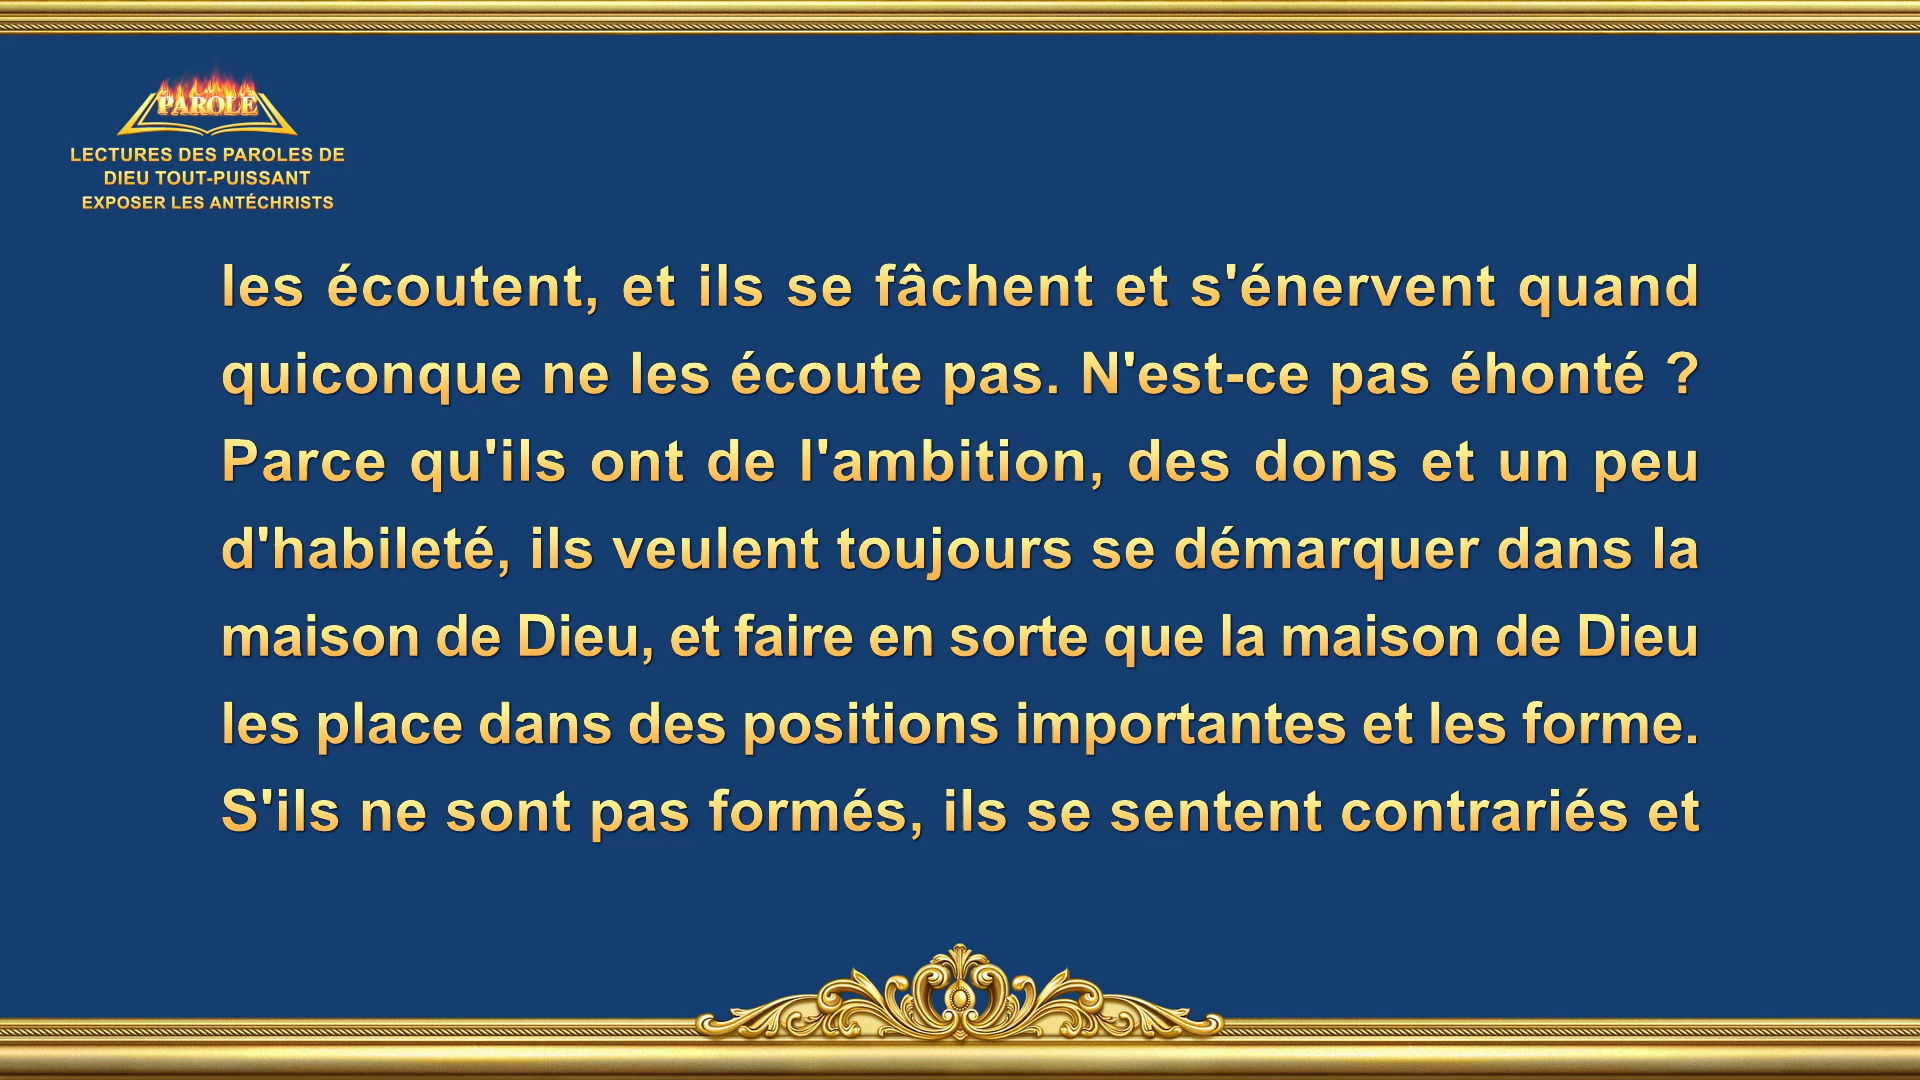 PAROLE
LECTURES DES PAROLES DE
DIEU TOUT-PUISSANT
EXPOSER LES ANTÉCHRISTS
les écoutent, et ils se fâchent et s'énervent quand
quiconque ne les écoute pas. N'est-ce pas éhonté ?
Parce qu'ils ont de l'ambition, des dons et un peu
d'habileté, ils veulent toujours se démarquer dans la
maison de Dieu, et faire en sorte que la maison de Dieu
les place dans des positions importantes et les forme.
S'ils ne sont pas formés, ils se sentent contrariés et